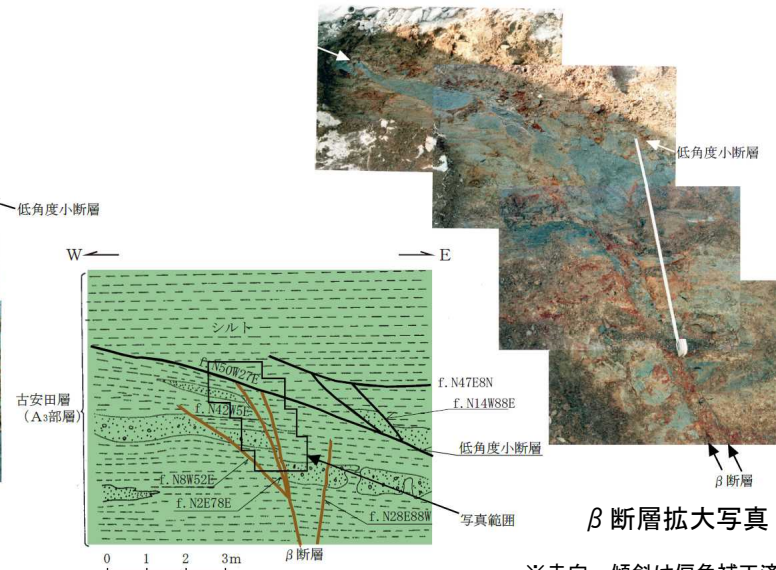 低角度小断層
低角度小断層
W
E
シルト
f.N50W27E
f.N47E8N
f.N42W5E
f.N14W88E
古安田層
(A3部層)
低角度小断層
f.N8W52E
f.N2E78E
f.N28E88W
写真範囲
β断層
β断層
β断層拡大写真
0 1 2 3m